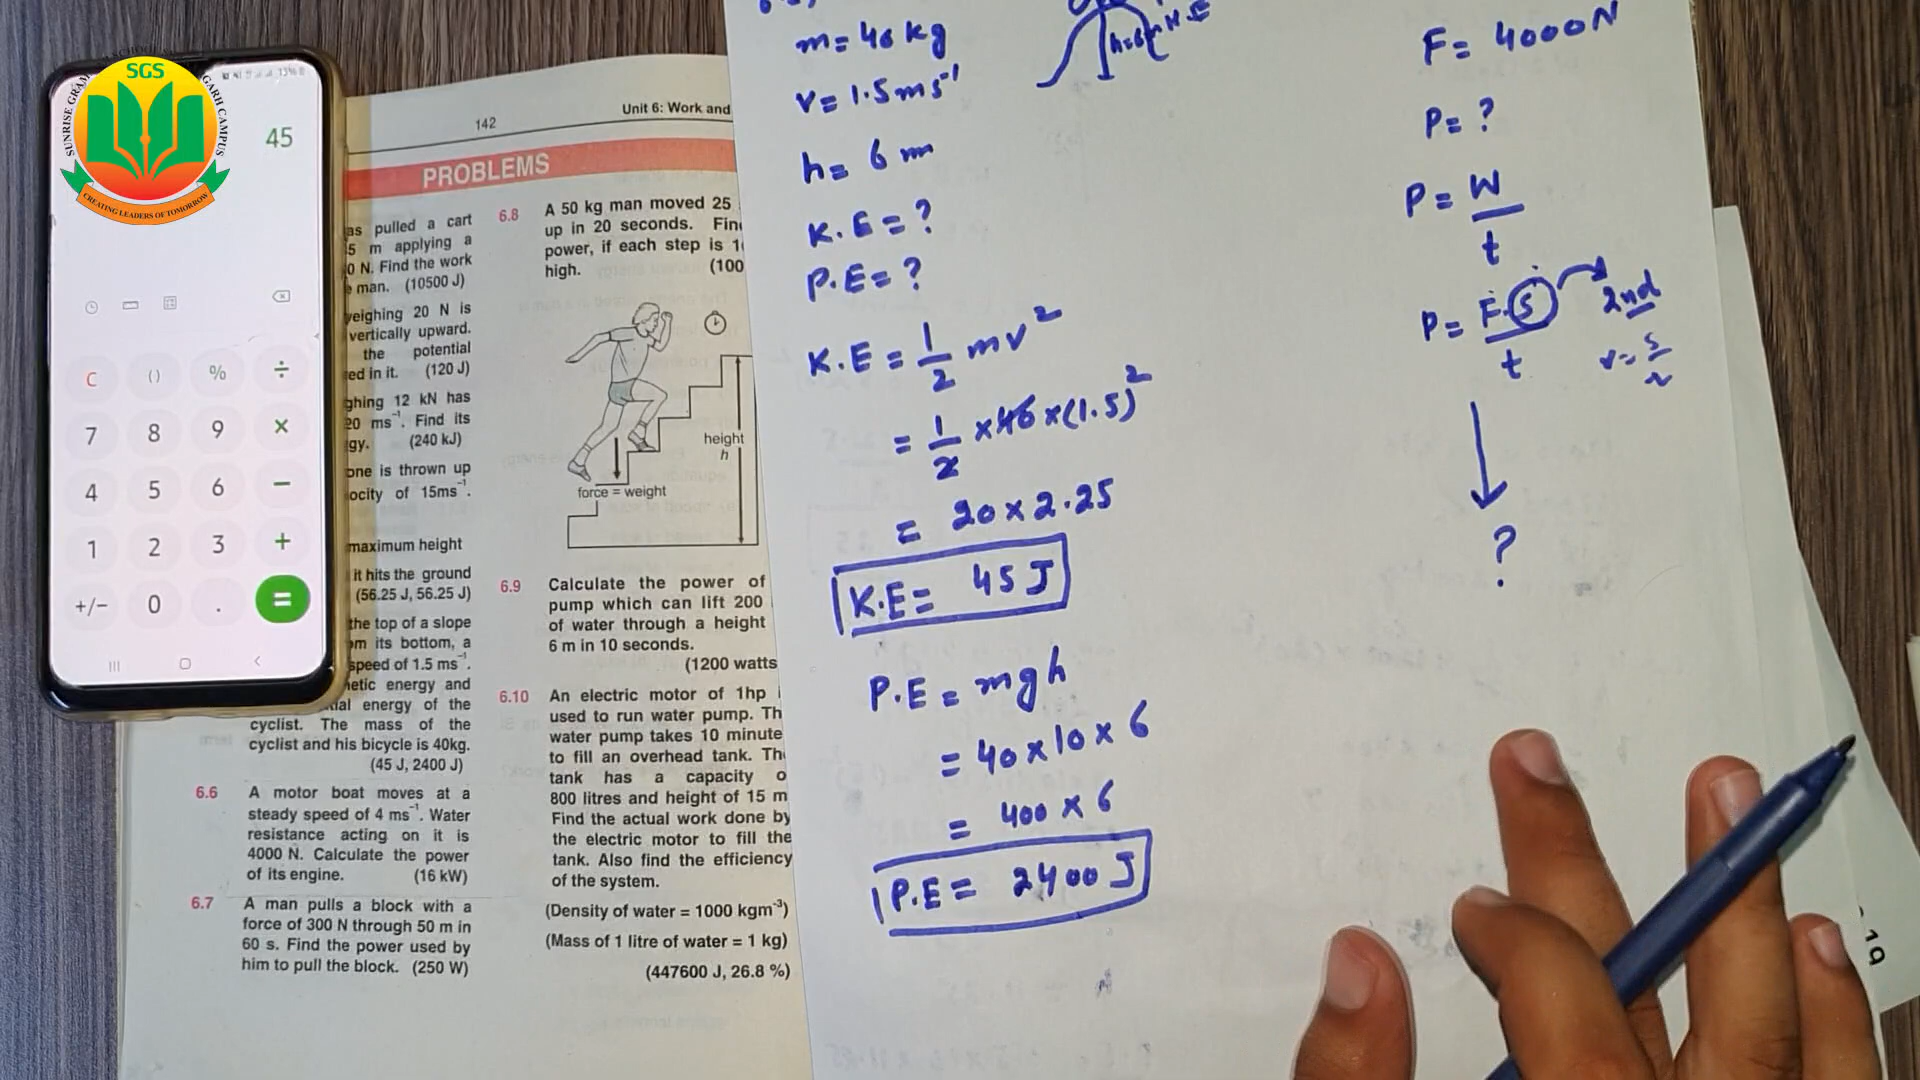 SGS
CREATING LEADERS OF TOMORROW
13%
45
C
()
%
÷
7
8
9
×
4
5
6
−
1
2
3
+
+/−
0
.
=
142
Unit 6: Work and
PROBLEMS
as pulled a cart
5 m applying a
0 N. Find the work
man. (10500 J)
weighing 20 N is
vertically upward.
the potential
ed in it. (120 J)
ghing 12 kN has
20 ms⁻¹. Find its
gy. (240 kJ)
one is thrown up
ocity of 15ms⁻¹.
maximum height
it hits the ground
(56.25 J, 56.25 J)
the top of a slope
om its bottom, a
speed of 1.5 ms⁻¹.
netic energy and
ial energy of the
cyclist. The mass of the
cyclist and his bicycle is 40kg.
(45 J, 2400 J)
6.6 A motor boat moves at a
steady speed of 4 ms⁻¹. Water
resistance acting on it is
4000 N. Calculate the power
of its engine. (16 kW)
6.7 A man pulls a block with a
force of 300 N through 50 m in
60 s. Find the power used by
him to pull the block. (250 W)
6.8 A 50 kg man moved 25
up in 20 seconds. Find
power, if each step is 1
high. (100
height
h
force = weight
6.9 Calculate the power of
pump which can lift 200
of water through a height
6 m in 10 seconds.
(1200 watts
6.10 An electric motor of 1hp i
used to run water pump. Th
water pump takes 10 minute
to fill an overhead tank. Th
tank has a capacity o
800 litres and height of 15 m
Find the actual work done by
the electric motor to fill the
tank. Also find the efficiency
of the system.
(Density of water = 1000 kgm⁻³)
(Mass of 1 litre of water = 1 kg)
(447600 J, 26.8 %)
m = 40 kg
v = 1.5 ms⁻¹
h = 6 m
K.E = ?
P.E = ?
K.E = 1/2 mv²
= 1/2 × 40 × (1.5)²
= 20 × 2.25
K.E = 45 J
P.E = mgh
= 40 × 10 × 6
= 400 × 6
P.E = 2400 J
F = 4000 N
P = ?
P = W/t
P = F.S/t
2nd
?
19